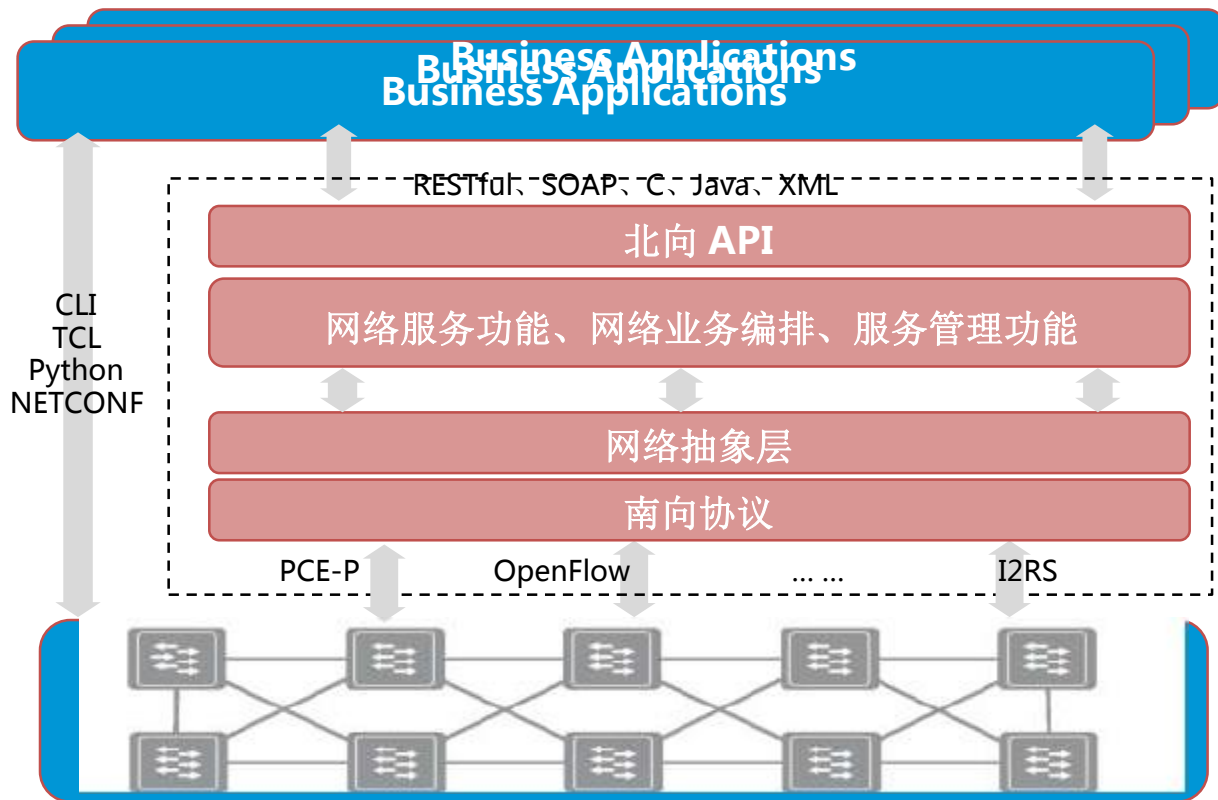 Business Applications
Business Applications
Business Applications
RESTful、SOAP、C、Java、XML
北向 API
网络服务功能、网络业务编排、服务管理功能
CLI
TCL
Python
NETCONF
网络抽象层
南向协议
PCE-P
OpenFlow
... ...
I2RS